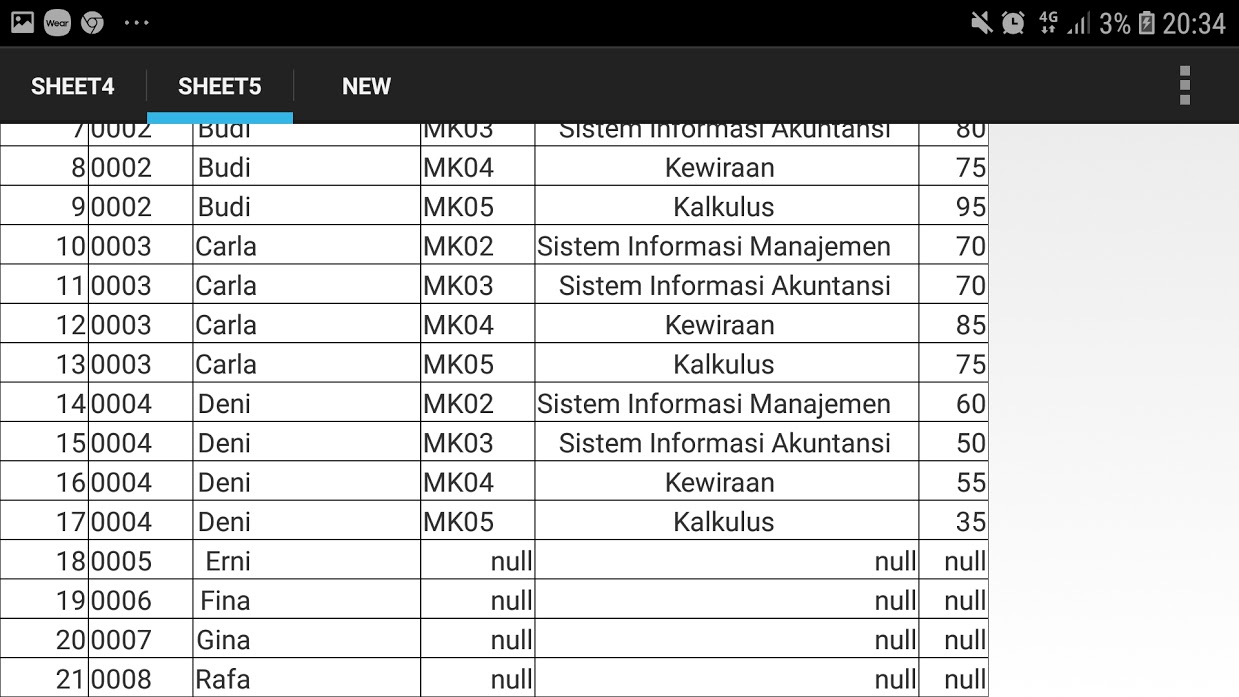 Wear 4G 3% 20:34
SHEET4 SHEET5 NEW
7 0002 Budi MK03 Sistem Informasi Akuntansi 80
8 0002 Budi MK04 Kewiraan 75
9 0002 Budi MK05 Kalkulus 95
10 0003 Carla MK02 Sistem Informasi Manajemen 70
11 0003 Carla MK03 Sistem Informasi Akuntansi 70
12 0003 Carla MK04 Kewiraan 85
13 0003 Carla MK05 Kalkulus 75
14 0004 Deni MK02 Sistem Informasi Manajemen 60
15 0004 Deni MK03 Sistem Informasi Akuntansi 50
16 0004 Deni MK04 Kewiraan 55
17 0004 Deni MK05 Kalkulus 35
18 0005 Erni null null null
19 0006 Fina null null null
20 0007 Gina null null null
21 0008 Rafa null null null